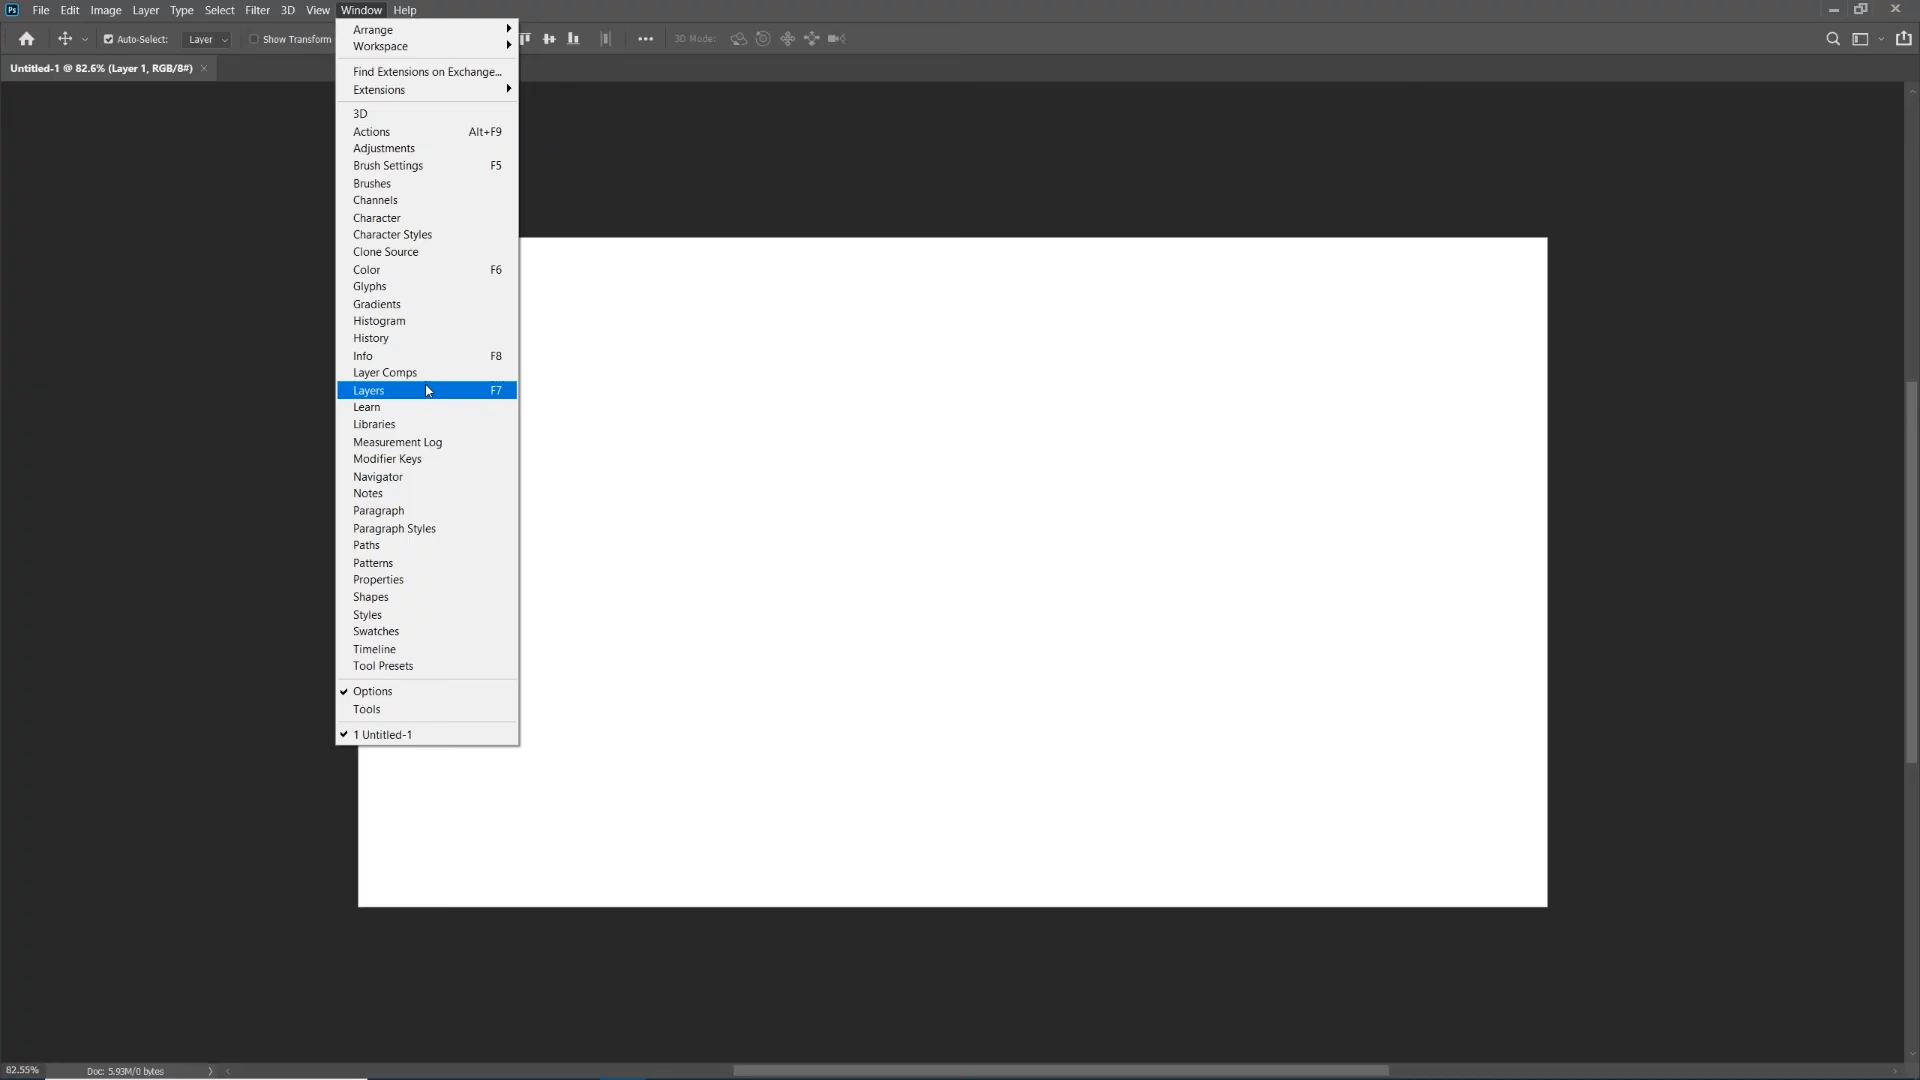 Ps File Edit Image Layer Type Select Filter 3D View Window Help
Auto-Select: Layer Show Transform 3D Mode:
Untitled-1 @ 82.6% (Layer 1, RGB/8#)
Arrange
Workspace
Find Extensions on Exchange...
Extensions
3D
Actions Alt+F9
Adjustments
Brush Settings F5
Brushes
Channels
Character
Character Styles
Clone Source
Color F6
Glyphs
Gradients
Histogram
History
Info F8
Layer Comps
Layers F7
Learn
Libraries
Measurement Log
Modifier Keys
Navigator
Notes
Paragraph
Paragraph Styles
Paths
Patterns
Properties
Shapes
Styles
Swatches
Timeline
Tool Presets
Options
Tools
1 Untitled-1
82.55% Doc: 5.93M/0 bytes